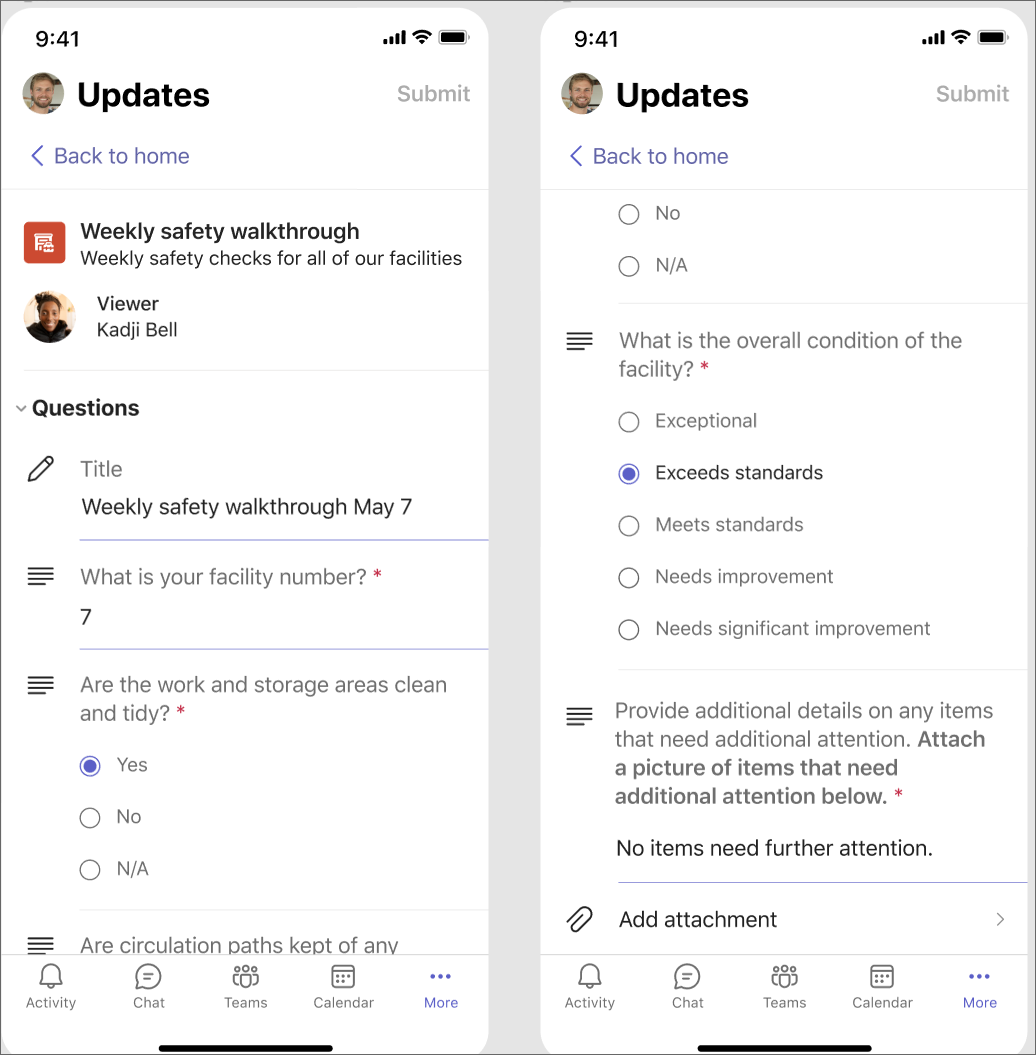 9:41
Updates
Submit
Back to home
Weekly safety walkthrough
Weekly safety checks for all of our facilities
Viewer
Kadji Bell
Questions
Title
Weekly safety walkthrough May 7
What is your facility number? *
7
Are the work and storage areas clean
and tidy? *
Yes
No
N/A
Are circulation paths kept of any
Activity
Chat
Teams
Calendar
More
9:41
Updates
Submit
Back to home
No
N/A
What is the overall condition of the
facility? *
Exceptional
Exceeds standards
Meets standards
Needs improvement
Needs significant improvement
Provide additional details on any items
that need additional attention. Attach
a picture of items that need
additional attention below. *
No items need further attention.
Add attachment
Activity
Chat
Teams
Calendar
More